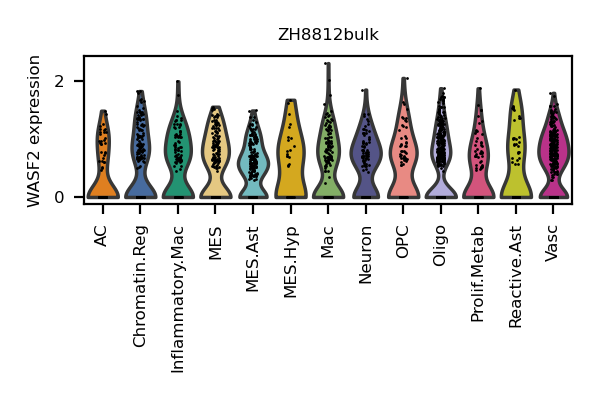 ZH8812bulk
WASF2 expression
2
0
AC
Chromatin.Reg
Inflammatory.Mac
MES
MES.Ast
MES.Hyp
Mac
Neuron
OPC
Oligo
Prolif.Metab
Reactive.Ast
Vasc